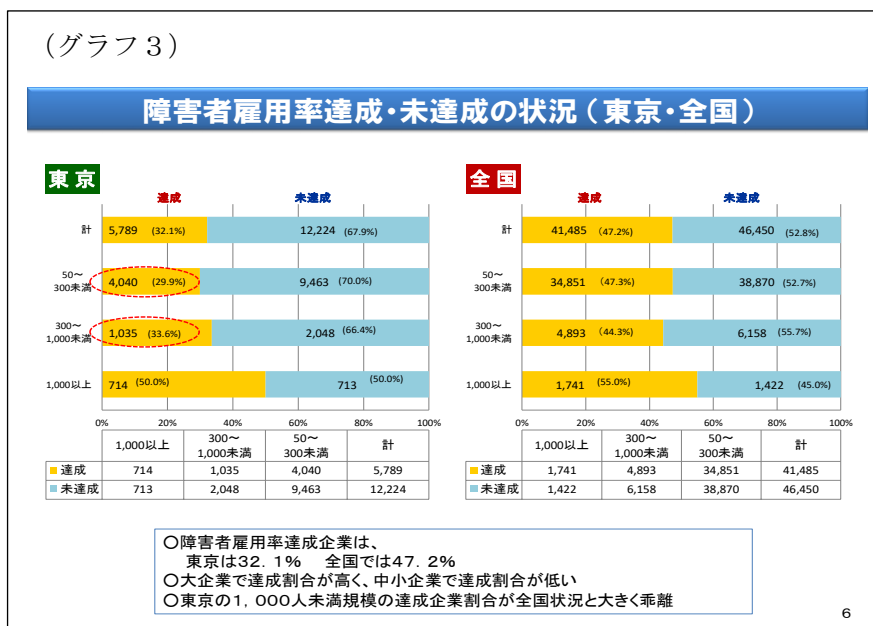 （グラフ３）
障害者雇用率達成・未達成の状況（東京・全国）
東京
達成 未達成
計 5,789 (32.1%) 12,224 (67.9%)
50～
300未満 4,040 (29.9%) 9,463 (70.0%)
300～
1,000未満 1,035 (33.6%) 2,048 (66.4%)
1,000以上 714 (50.0%) 713 (50.0%)
0% 20% 40% 60% 80% 100%
1,000以上 300～1,000未満 50～300未満 計
達成 714 1,035 4,040 5,789
未達成 713 2,048 9,463 12,224
全国
達成 未達成
計 41,485 (47.2%) 46,450 (52.8%)
50～
300未満 34,851 (47.3%) 38,870 (52.7%)
300～
1,000未満 4,893 (44.3%) 6,158 (55.7%)
1,000以上 1,741 (55.0%) 1,422 (45.0%)
0% 20% 40% 60% 80% 100%
1,000以上 300～1,000未満 50～300未満 計
達成 1,741 4,893 34,851 41,485
未達成 1,422 6,158 38,870 46,450
○障害者雇用率達成企業は、
東京は32．1％　全国では47．2％
○大企業で達成割合が高く、中小企業で達成割合が低い
○東京の1，000人未満規模の達成企業割合が全国状況と大きく乖離
6